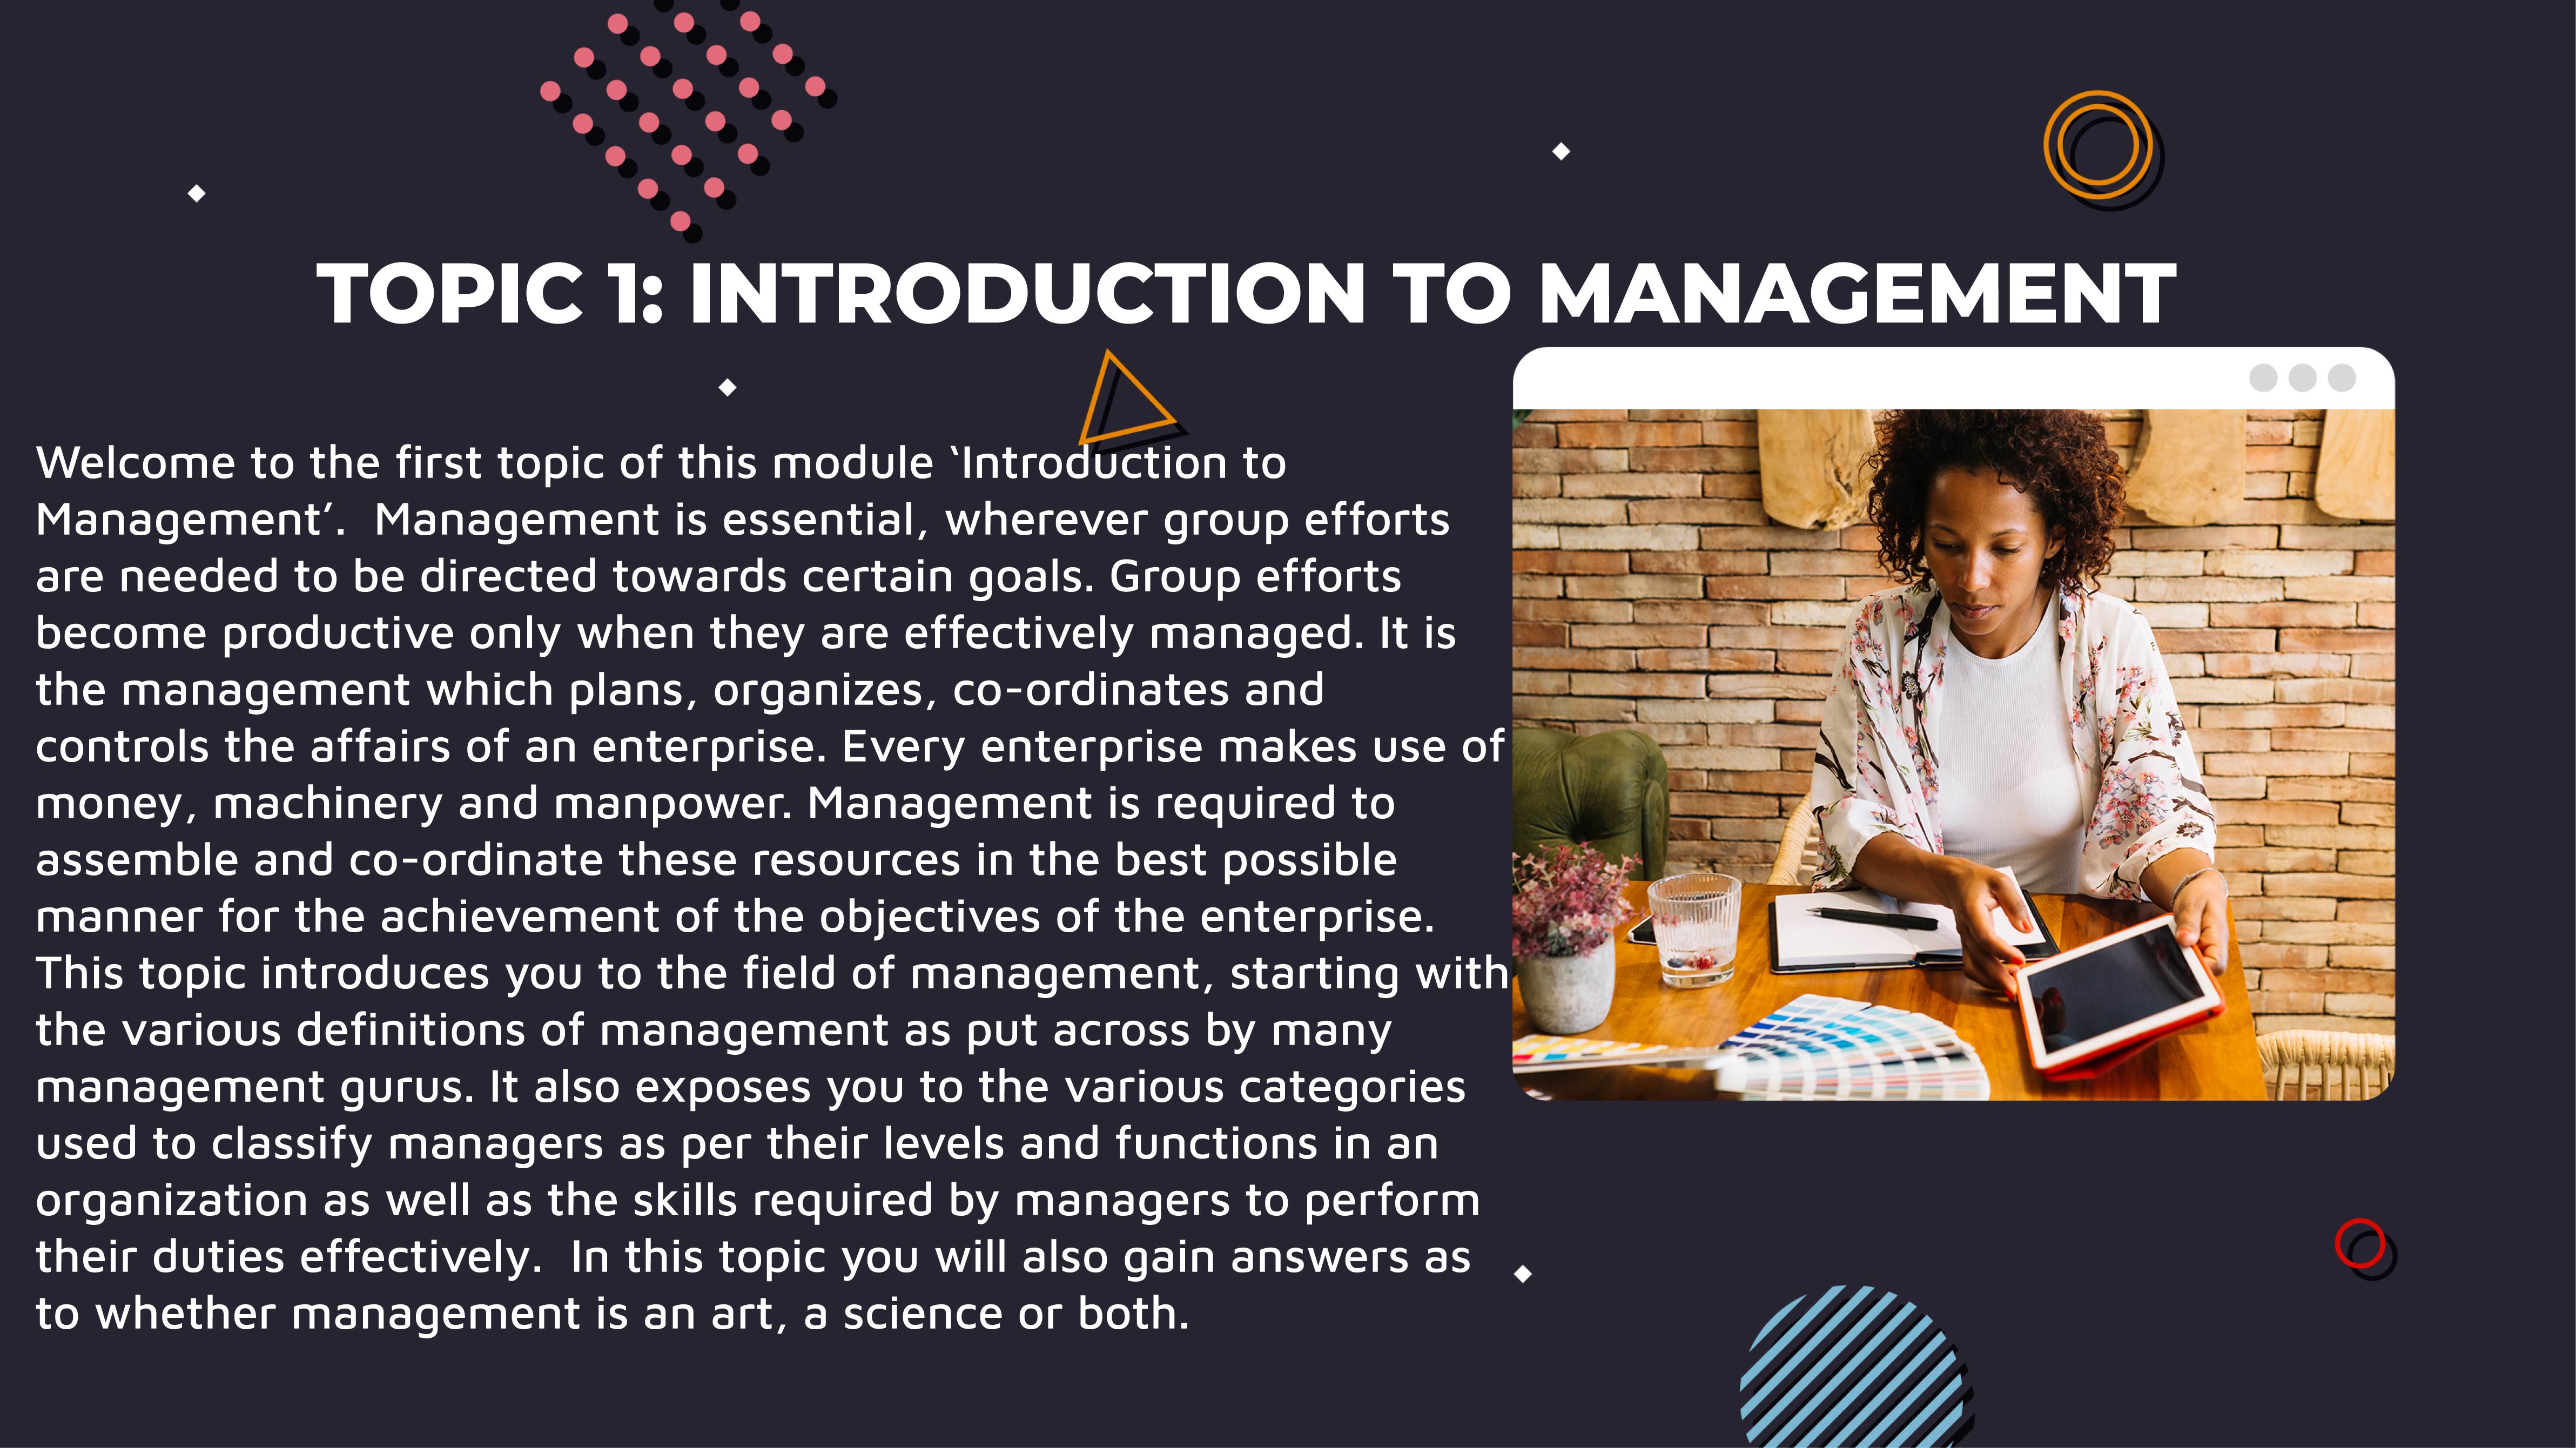 TOPIC 1: INTRODUCTION TO MANAGEMENT
Welcome to the first topic of this module ‘Introduction to
Management’.  Management is essential, wherever group efforts
are needed to be directed towards certain goals. Group efforts
become productive only when they are effectively managed. It is
the management which plans, organizes, co-ordinates and
controls the affairs of an enterprise. Every enterprise makes use of
money, machinery and manpower. Management is required to
assemble and co-ordinate these resources in the best possible
manner for the achievement of the objectives of the enterprise.
This topic introduces you to the field of management, starting with
the various definitions of management as put across by many
management gurus. It also exposes you to the various categories
used to classify managers as per their levels and functions in an
organization as well as the skills required by managers to perform
their duties effectively.  In this topic you will also gain answers as
to whether management is an art, a science or both.